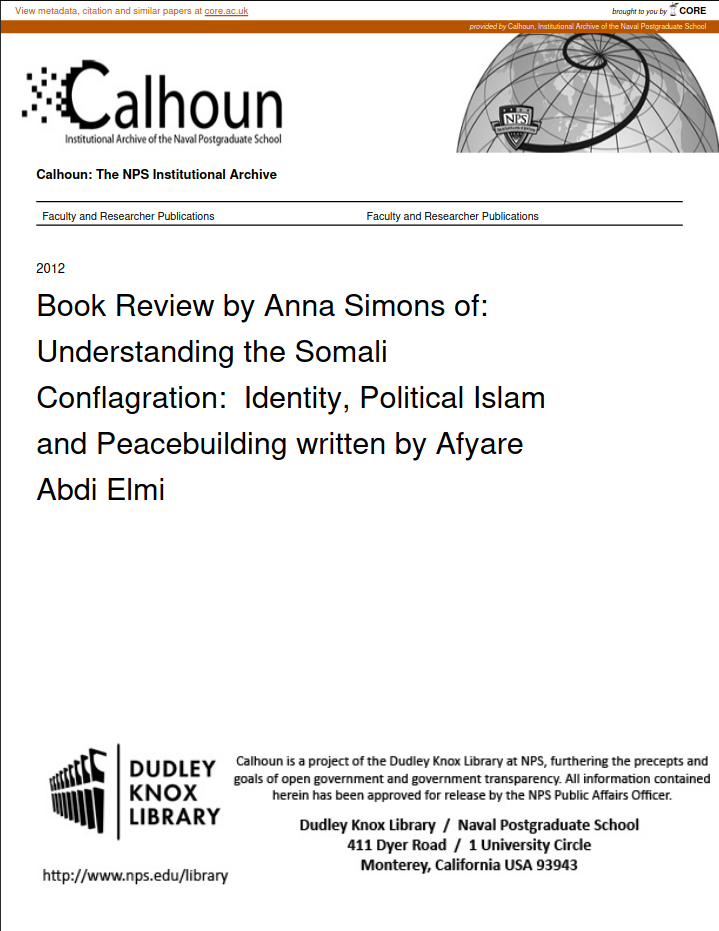 View metadata, citation and similar papers at core.ac.uk
brought to you by CORE
provided by Calhoun, Institutional Archive of the Naval Postgraduate School
Calhoun
Institutional Archive of the Naval Postgraduate School
NPS
Calhoun: The NPS Institutional Archive
Faculty and Researcher Publications Faculty and Researcher Publications
2012
Book Review by Anna Simons of:
Understanding the Somali
Conflagration: Identity, Political Islam
and Peacebuilding written by Afyare
Abdi Elmi
DUDLEY
KNOX
LIBRARY
http://www.nps.edu/library
Calhoun is a project of the Dudley Knox Library at NPS, furthering the precepts and
goals of open government and government transparency. All information contained
herein has been approved for release by the NPS Public Affairs Officer.
Dudley Knox Library / Naval Postgraduate School
411 Dyer Road / 1 University Circle
Monterey, California USA 93943